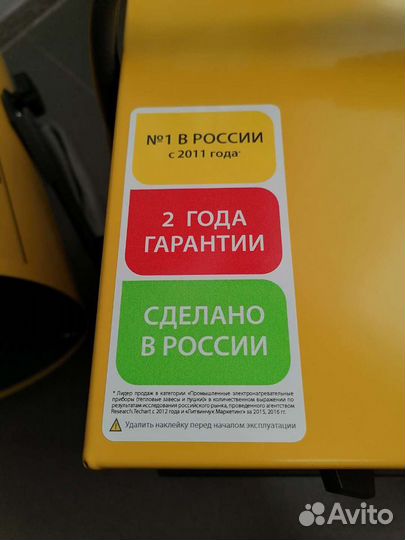 №1 В РОССИИ
с 2011 года*
2 ГОДА
ГАРАНТИИ
СДЕЛАНО
В РОССИИ
* Лидер продаж в категории «Промышленные электронагревательные
приборы (тепловые завесы и пушки)» в количественном выражении по
результатам исследования российского рынка, проведенного агентством
Research.Techart с 2012 года и «Литвинчук Маркетинг» за 2015, 2016 гг.
Удалить наклейку перед началом эксплуатации
Avito